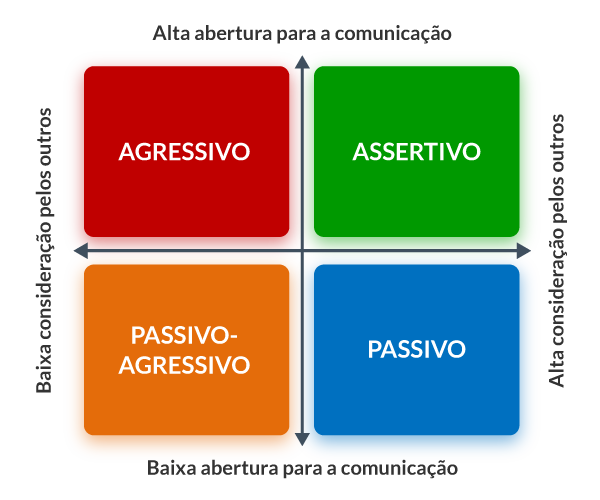 Alta abertura para a comunicação
Baixa consideração pelos outros
AGRESSIVO
ASSERTIVO
Alta consideração pelos outros
PASSIVO-
AGRESSIVO
PASSIVO
Baixa abertura para a comunicação